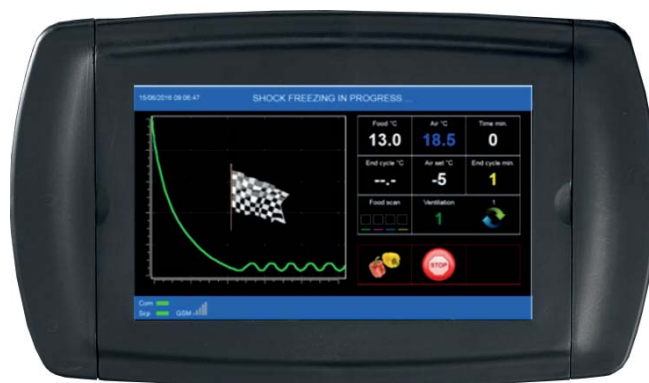 15/06/2016 09:06:47 SHOCK FREEZING IN PROGRESS ...
Food °C Air °C Time min.
13.0 18.5 0
End cycle °C Air set °C End cycle min.
--.- -5 1
Food scan Ventilation 1
1
STOP
Com
Scp GSM